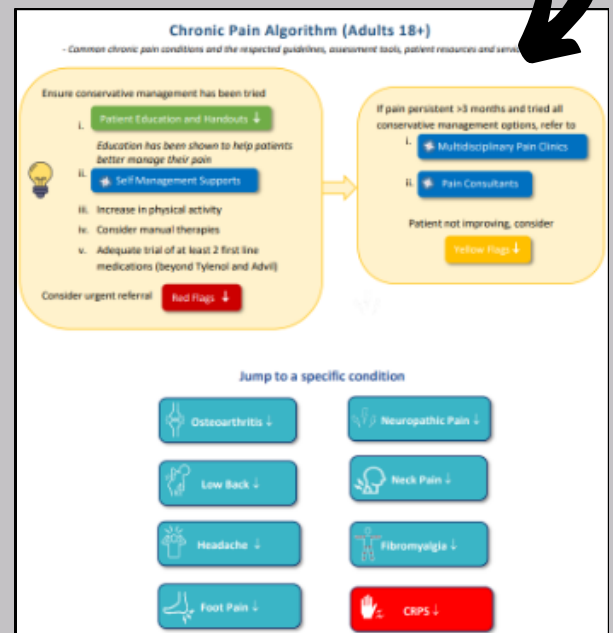 Chronic Pain Algorithm (Adults 18+)
- Common chronic pain conditions and the respected guidelines, assessment tools, patient resources and
Ensure conservative management has been tried
i. Patient Education and Handouts ↓
Education has been shown to help patients
better manage their pain
ii. Self Management Supports
iii. Increase in physical activity
iv. Consider manual therapies
v. Adequate trial of at least 2 first line
medications (beyond Tylenol and Advil)
Consider urgent referral Red Flags ↓
If pain persistent >3 months and tried all
conservative management options, refer to
i. Multidisciplinary Pain Clinics
ii. Pain Consultants
Patient not improving, consider
Yellow Flags ↓
Jump to a specific condition
Osteoarthritis ↓
Neuropathic Pain ↓
Low Back ↓
Neck Pain ↓
Headache ↓
Fibromyalgia ↓
Foot Pain ↓
CRPS ↓